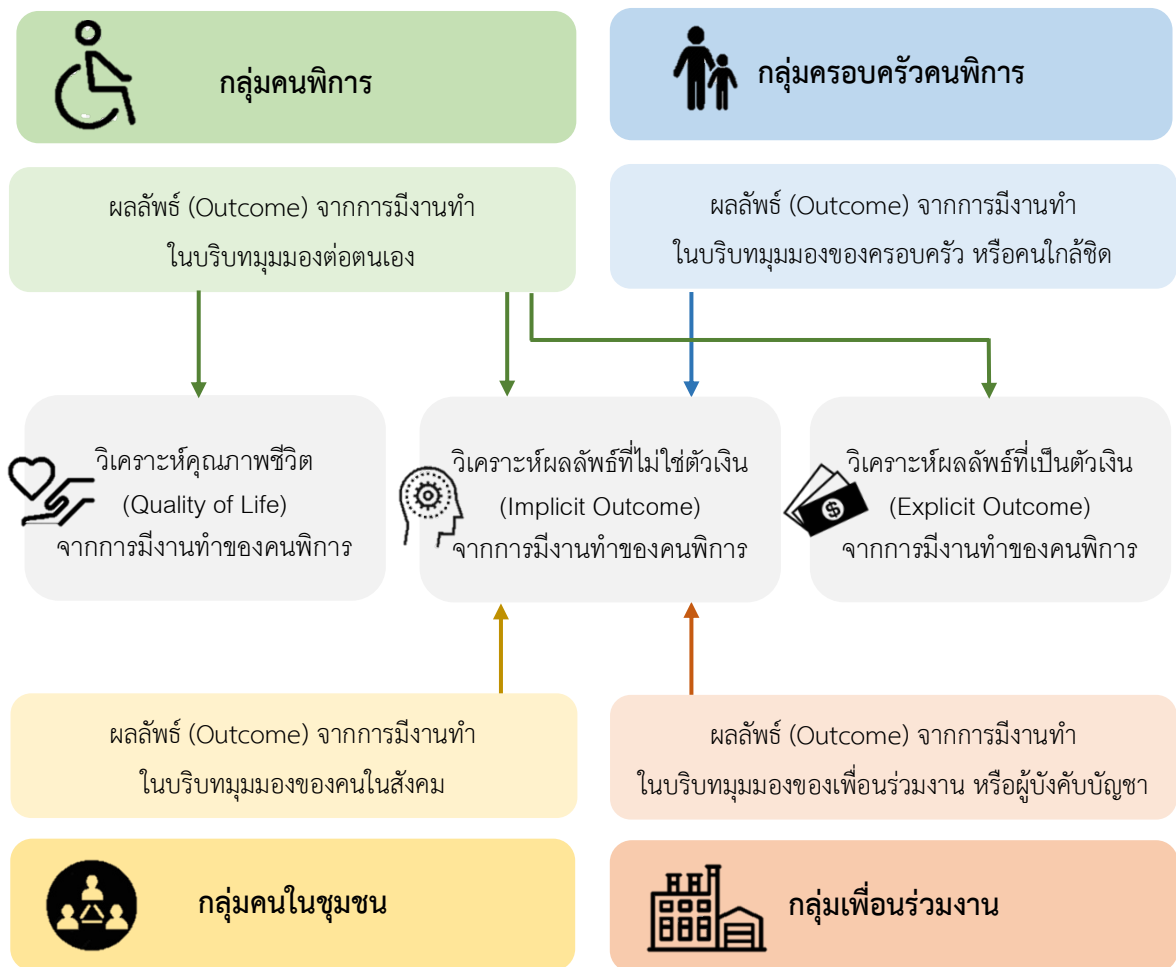 กลุ่มคนพิการ
กลุ่มครอบครัวคนพิการ
ผลลัพธ์ (Outcome) จากการมีงานทำ
ในบริบทมุมมองต่อตนเอง
ผลลัพธ์ (Outcome) จากการมีงานทำ
ในบริบทมุมมองของครอบครัว หรือคนใกล้ชิด
วิเคราะห์คุณภาพชีวิต
(Quality of Life)
จากการมีงานทำของคนพิการ
วิเคราะห์ผลลัพธ์ที่ไม่ใช่ตัวเงิน
(Implicit Outcome)
จากการมีงานทำของคนพิการ
วิเคราะห์ผลลัพธ์ที่เป็นตัวเงิน
(Explicit Outcome)
จากการมีงานทำของคนพิการ
$
ผลลัพธ์ (Outcome) จากการมีงานทำ
ในบริบทมุมมองของคนในสังคม
ผลลัพธ์ (Outcome) จากการมีงานทำ
ในบริบทมุมมองของเพื่อนร่วมงาน หรือผู้บังคับบัญชา
กลุ่มคนในชุมชน
กลุ่มเพื่อนร่วมงาน